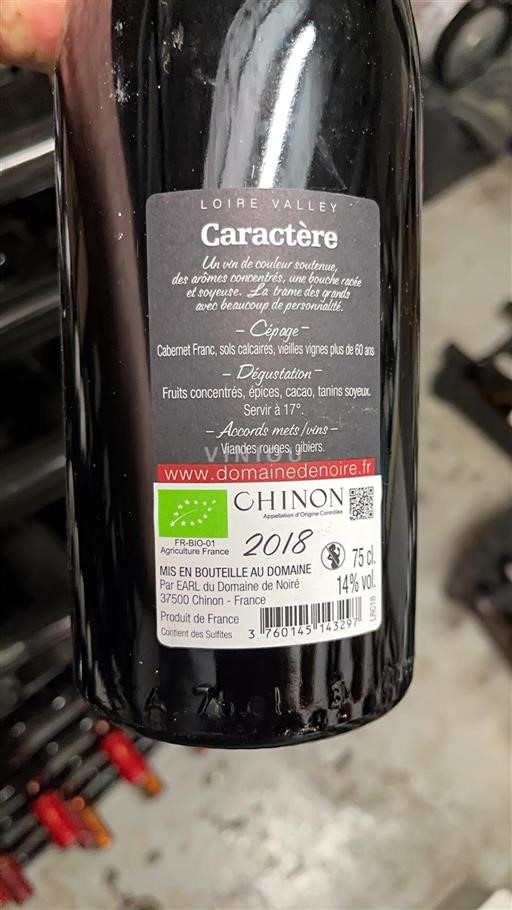 LOIRE VALLEY
Caractère
Un vin de couleur soutenue,
des arômes concentrés, une bouche racée
et soyeuse. La trame des grands
avec beaucoup de personnalité.
– Cépage –
Cabernet Franc, sols calcaires, vieilles vignes plus de 60 ans
– Dégustation –
Fruits concentrés, épices, cacao, tanins soyeux.
Servir à 17°.
– Accords mets/vins –
Viandes rouges, gibiers.
VINIOU
www.domainedenoire.fr
CHINON
Appellation d'Origine Contrôlée
FR-BIO-01
Agriculture France
2018
75 cl.
14% vol.
MIS EN BOUTEILLE AU DOMAINE
Par EARL du Domaine de Noiré
37500 Chinon - France
Produit de France
Contient des Sulfites
3 760145 143297
LRC18